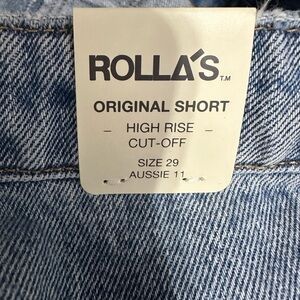 ROLLA'S TM
ORIGINAL SHORT
- HIGH RISE -
CUT-OFF
SIZE 29
AUSSIE 11